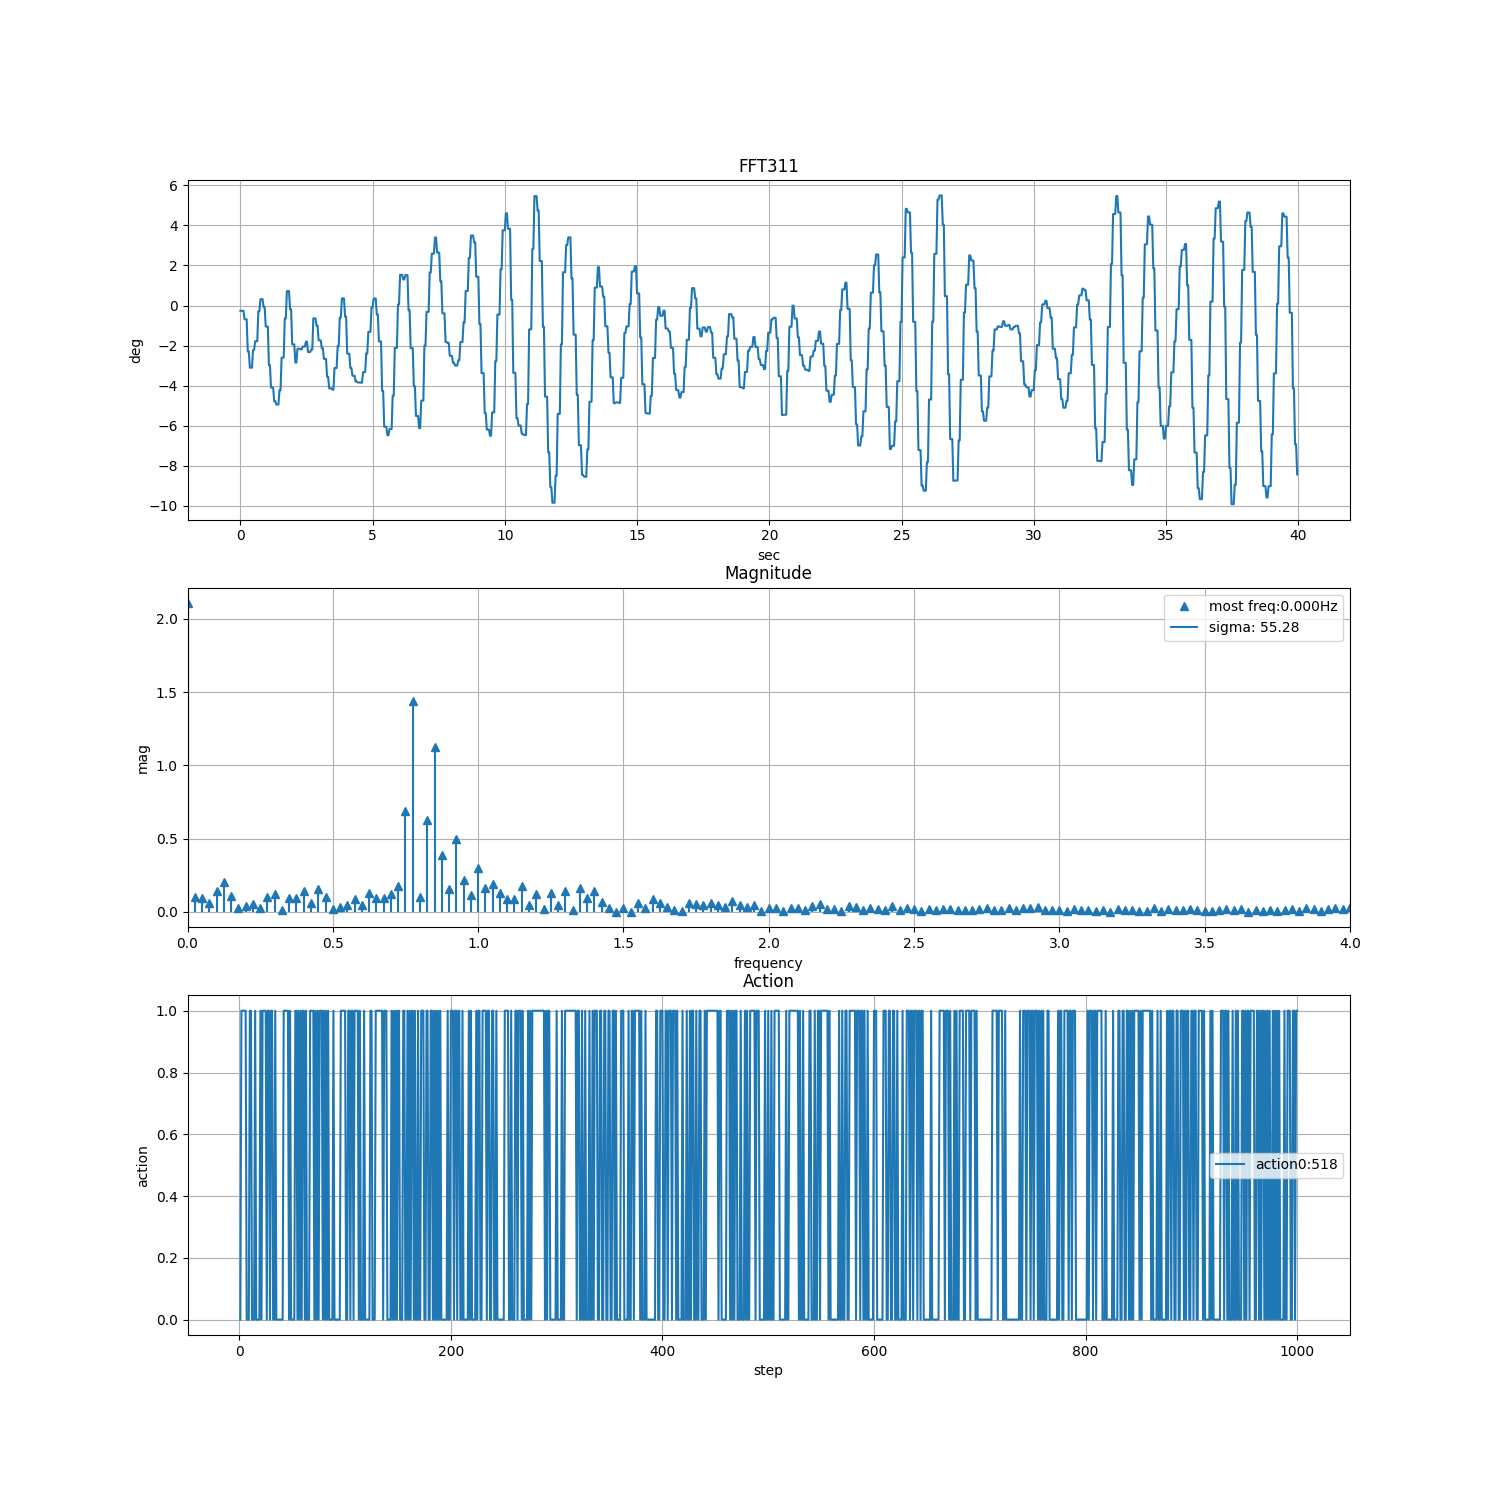 FFT311
6
4
2
0
−2
−4
−6
−8
−10
deg
0 5 10 15 20 25 30 35 40
sec
Magnitude
most freq:0.000Hz
sigma: 55.28
2.0
1.5
1.0
0.5
0.0
mag
0.0 0.5 1.0 1.5 2.0 2.5 3.0 3.5 4.0
frequency
Action
1.0
0.8
0.6
0.4
0.2
0.0
action
action0:518
0 200 400 600 800 1000
step